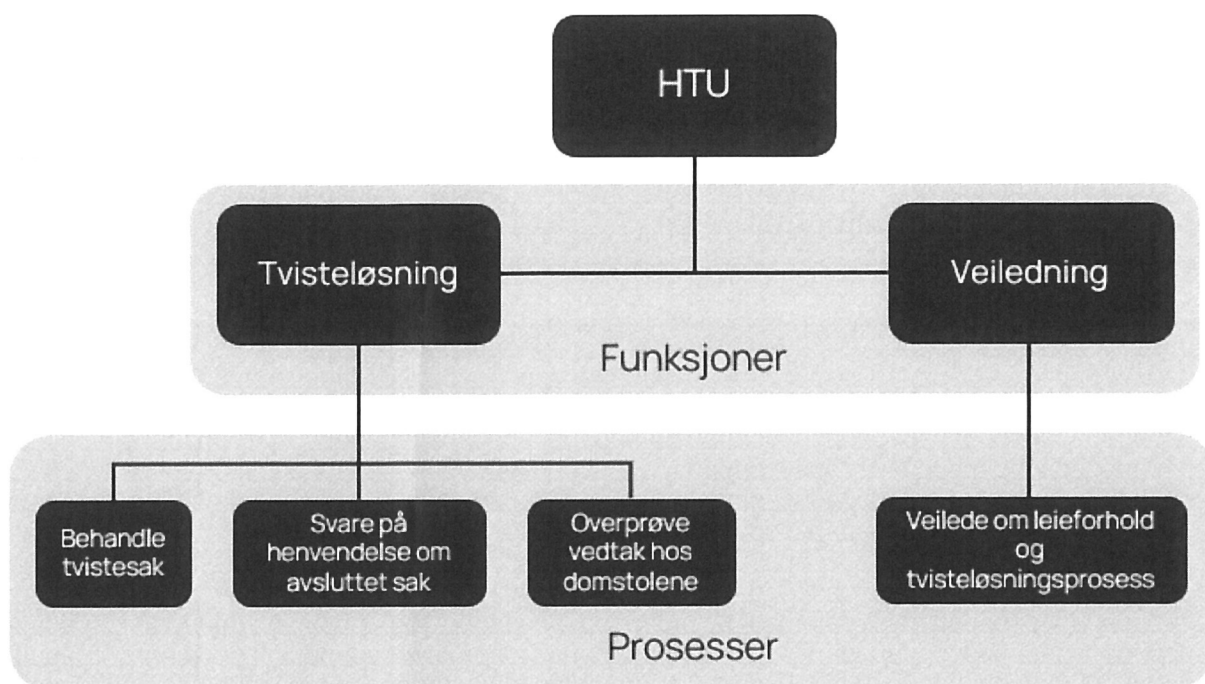 HTU
Tvisteløsning
Veiledning
Funksjoner
Behandle
tvistesak
Svare på
henvendelse om
avsluttet sak
Overprøve
vedtak hos
domstolene
Veilede om leieforhold
og
tvisteløsningsprosess
Prosesser